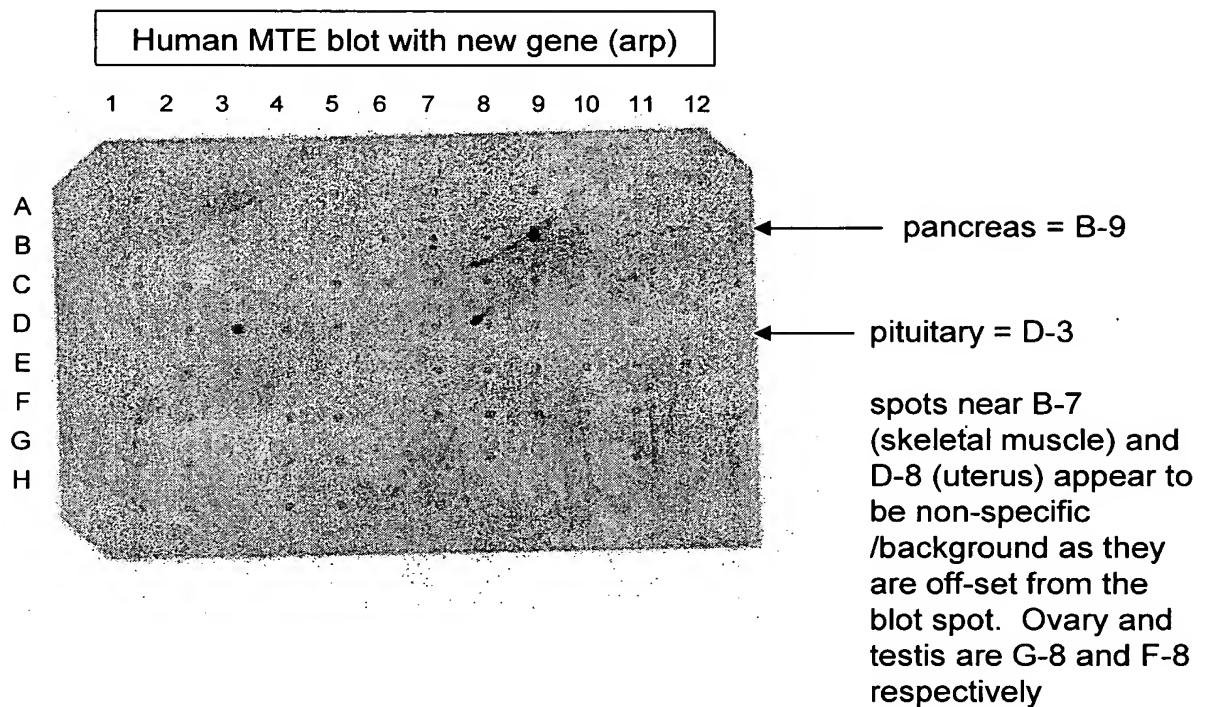 Human MTE blot with new gene (arp)
1 2 3 4 5 6 7 8 9 10 11 12
A
B
C
D
E
F
G
H
pancreas = B-9
pituitary = D-3
spots near B-7
(skeletal muscle) and
D-8 (uterus) appear to
be non-specific
/background as they
are off-set from the
blot spot. Ovary and
testis are G-8 and F-8
respectively